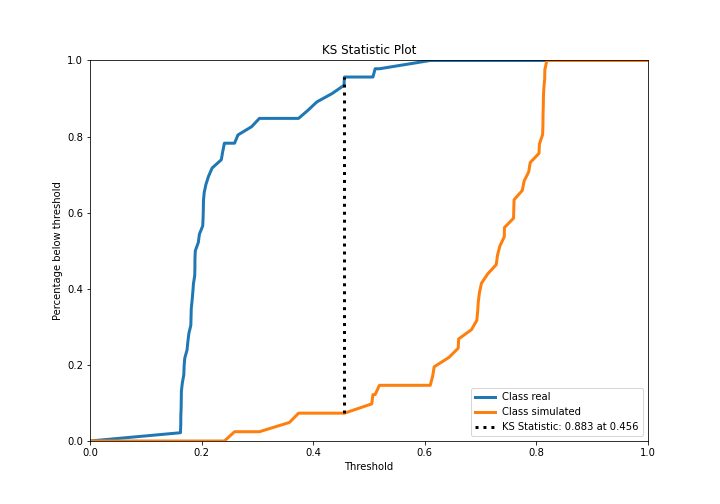 KS Statistic Plot
1.0
0.8
0.6
0.4
0.2
0.0
Percentage below threshold
0.0 0.2 0.4 0.6 0.8 1.0
Threshold
Class real
Class simulated
KS Statistic: 0.883 at 0.456